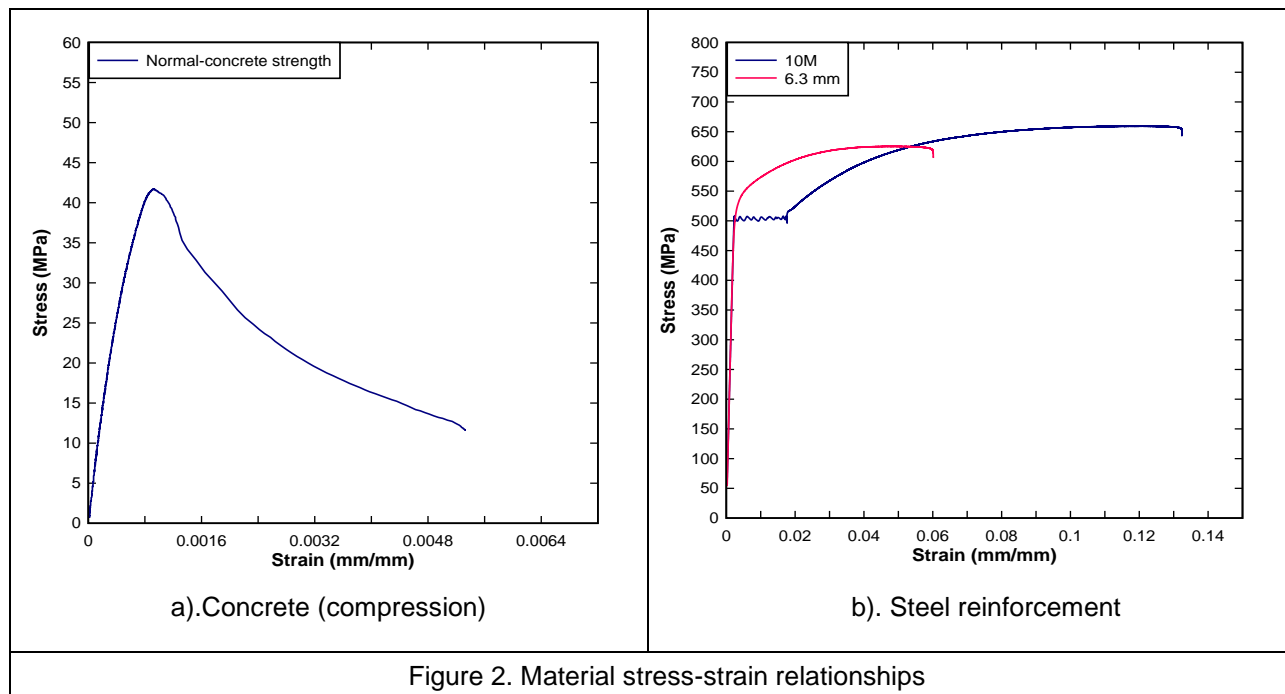 60
55
50
45
40
35
30
25
20
15
10
5
0
Stress (MPa)
Normal-concrete strength
0 0.0016 0.0032 0.0048 0.0064
Strain (mm/mm)
a).Concrete (compression)
800
750
700
650
600
550
500
450
400
350
300
250
200
150
100
50
0
Stress (MPa)
10M
6.3 mm
0 0.02 0.04 0.06 0.08 0.1 0.12 0.14
Strain (mm/mm)
b). Steel reinforcement
Figure 2. Material stress-strain relationships